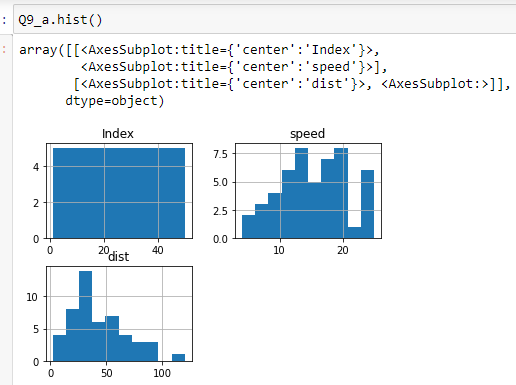 : Q9_a.hist()
: array([[<AxesSubplot:title={'center':'Index'}>,
<AxesSubplot:title={'center':'speed'}>],
[<AxesSubplot:title={'center':'dist'}>, <AxesSubplot:>]],
dtype=object)
Index
4
2
0
0 20 40
speed
7.5
5.0
2.5
0.0
10 20
dist
10
5
0
0 50 100